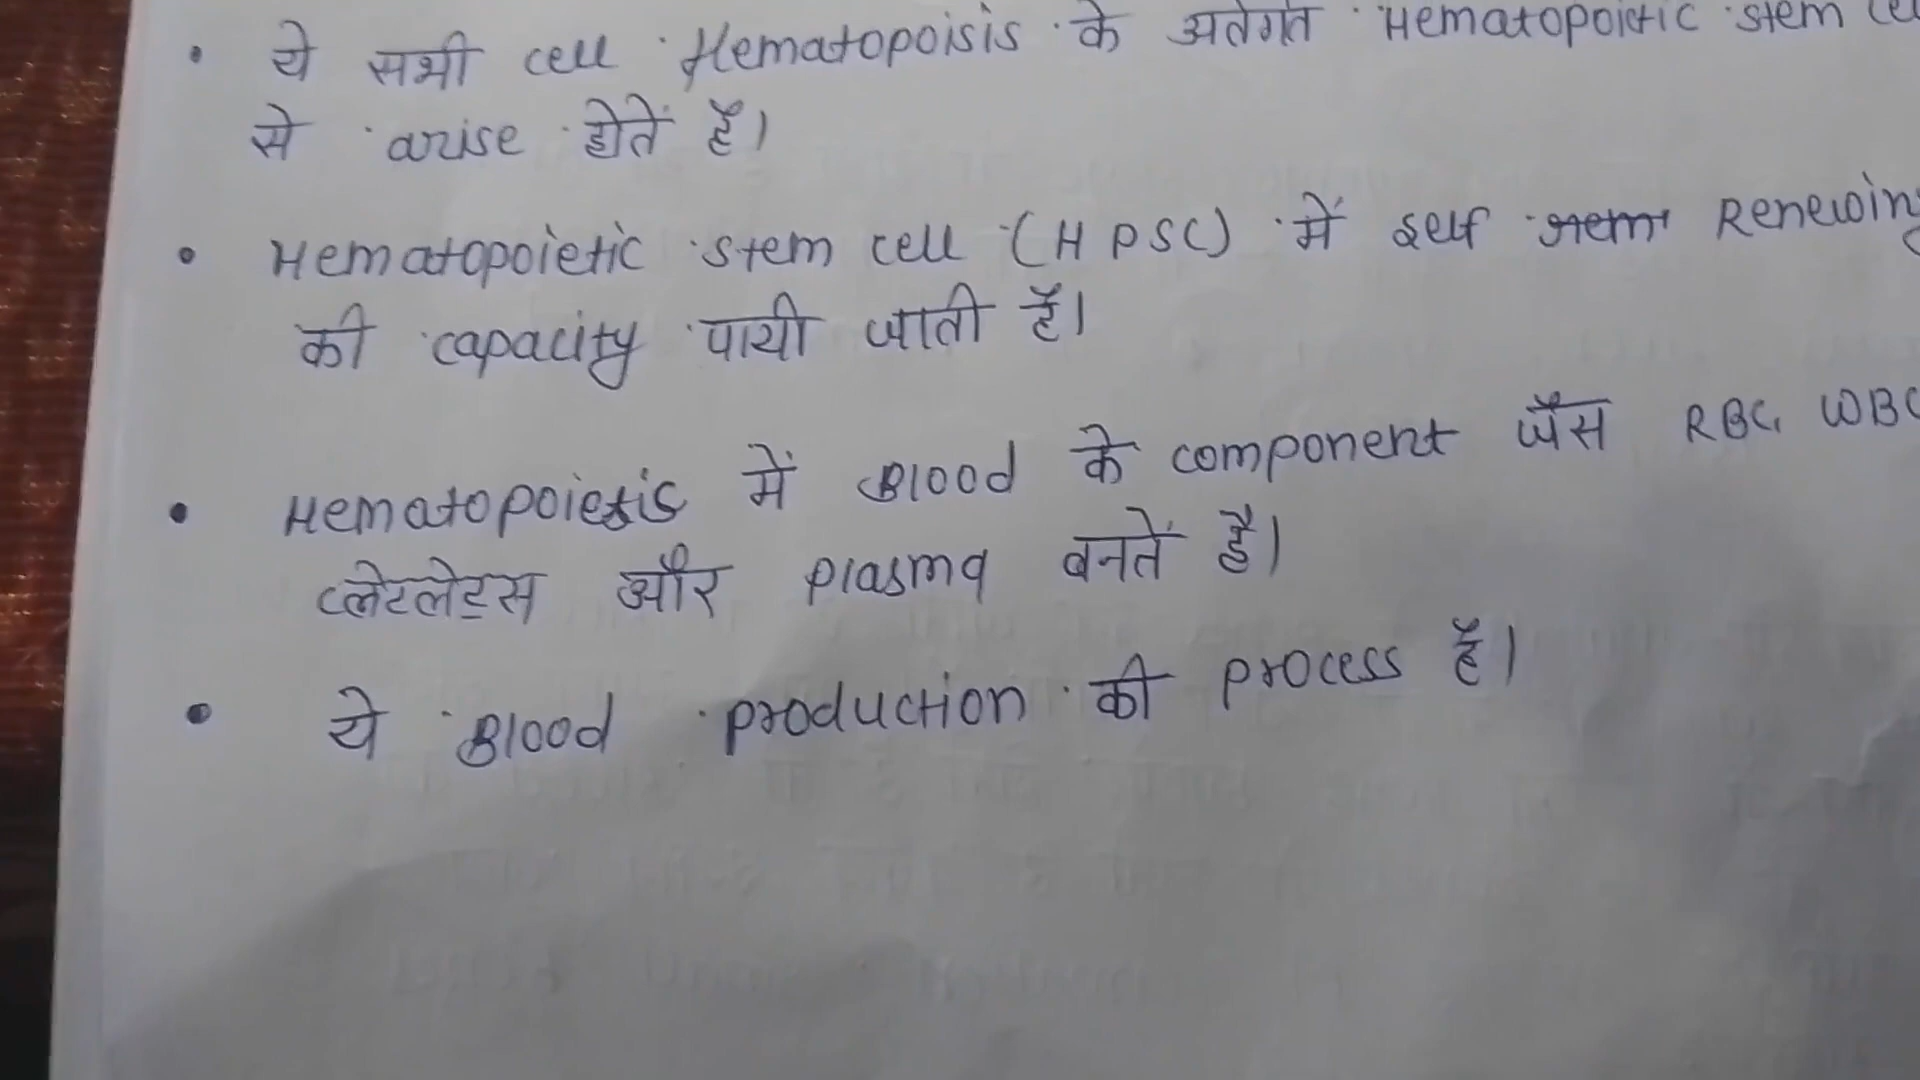 • ये सभी cell Hematopoisis के अतर्गत Hematopoietic stem
से arise होतें हैं।
• Hematopoietic stem cell (HPSC) में self Renewing
की capacity पायी जाती हैं।
• Hematopoiesis में Blood के component जैस RBC, WBC
प्लेटलेट्स और plasma बनतें है।
• ये Blood production की process हैं।